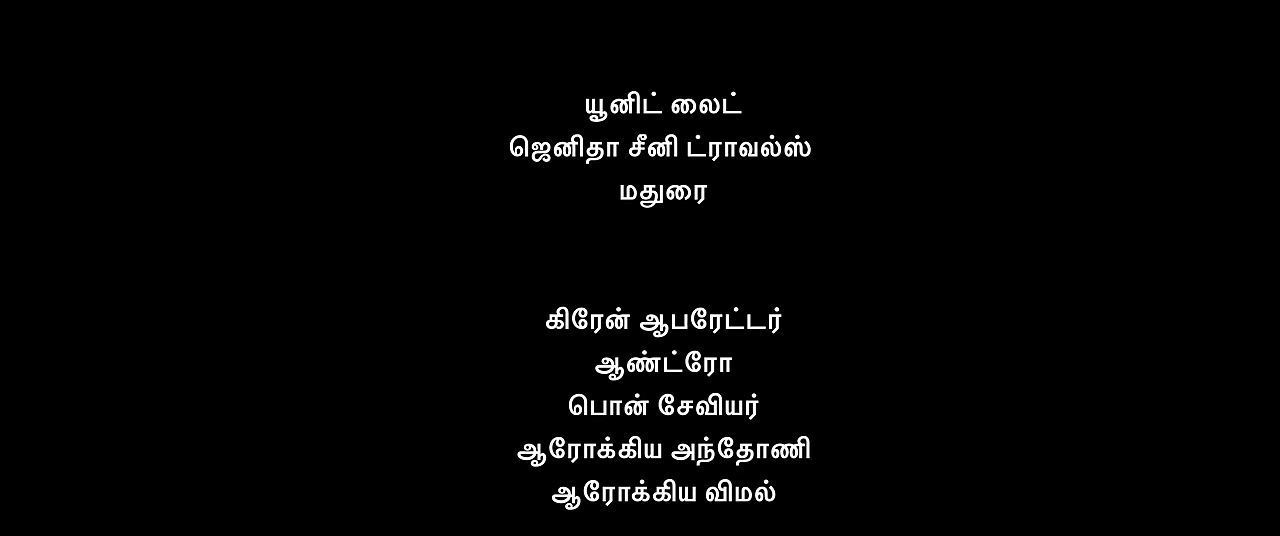 யூனிட் லைட்
ஜெனிதா சீனி ட்ராவல்ஸ்
மதுரை
கிரேன் ஆபரேட்டர்
ஆண்ட்ரோ
பொன் சேவியர்
ஆரோக்கிய அந்தோணி
ஆரோக்கிய விமல்